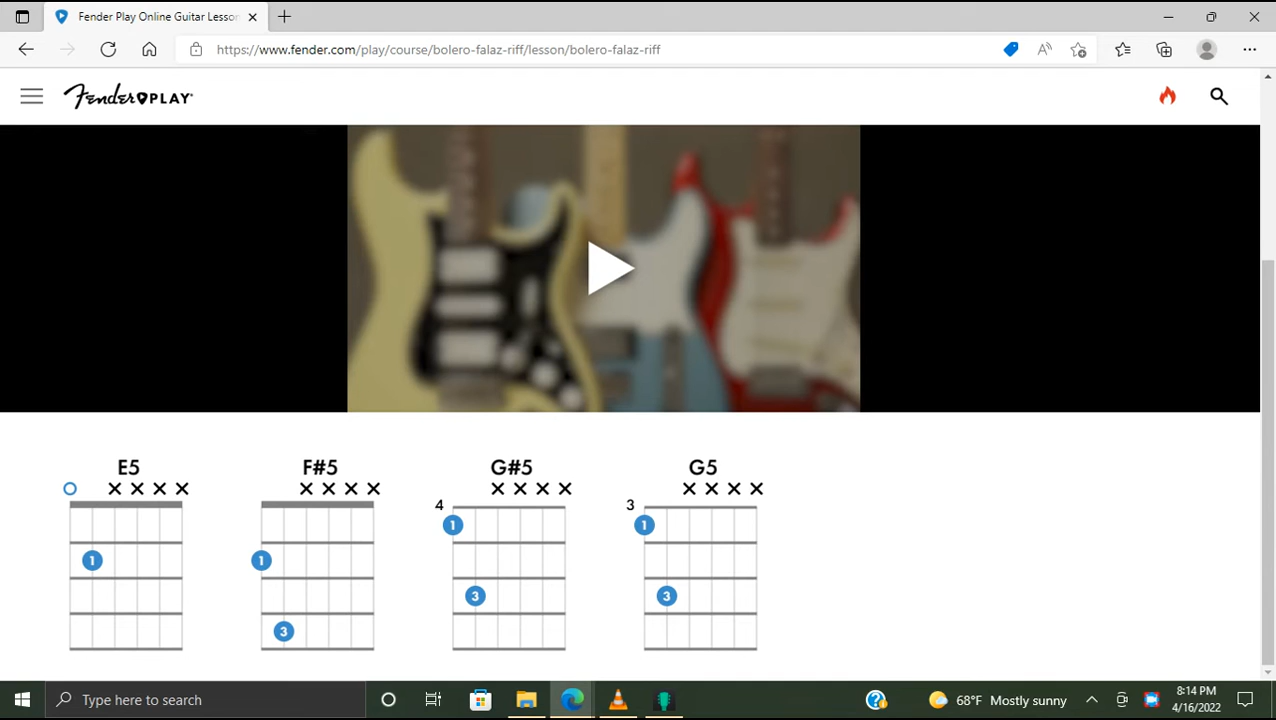 Fender Play Online Guitar Lesson
https://www.fender.com/play/course/bolero-falaz-riff/lesson/bolero-falaz-riff
Fender PLAY
E5 F#5 G#5 G5
4 3
1 1 1 1
3 3 3
Type here to search
68°F Mostly sunny
8:14 PM
4/16/2022